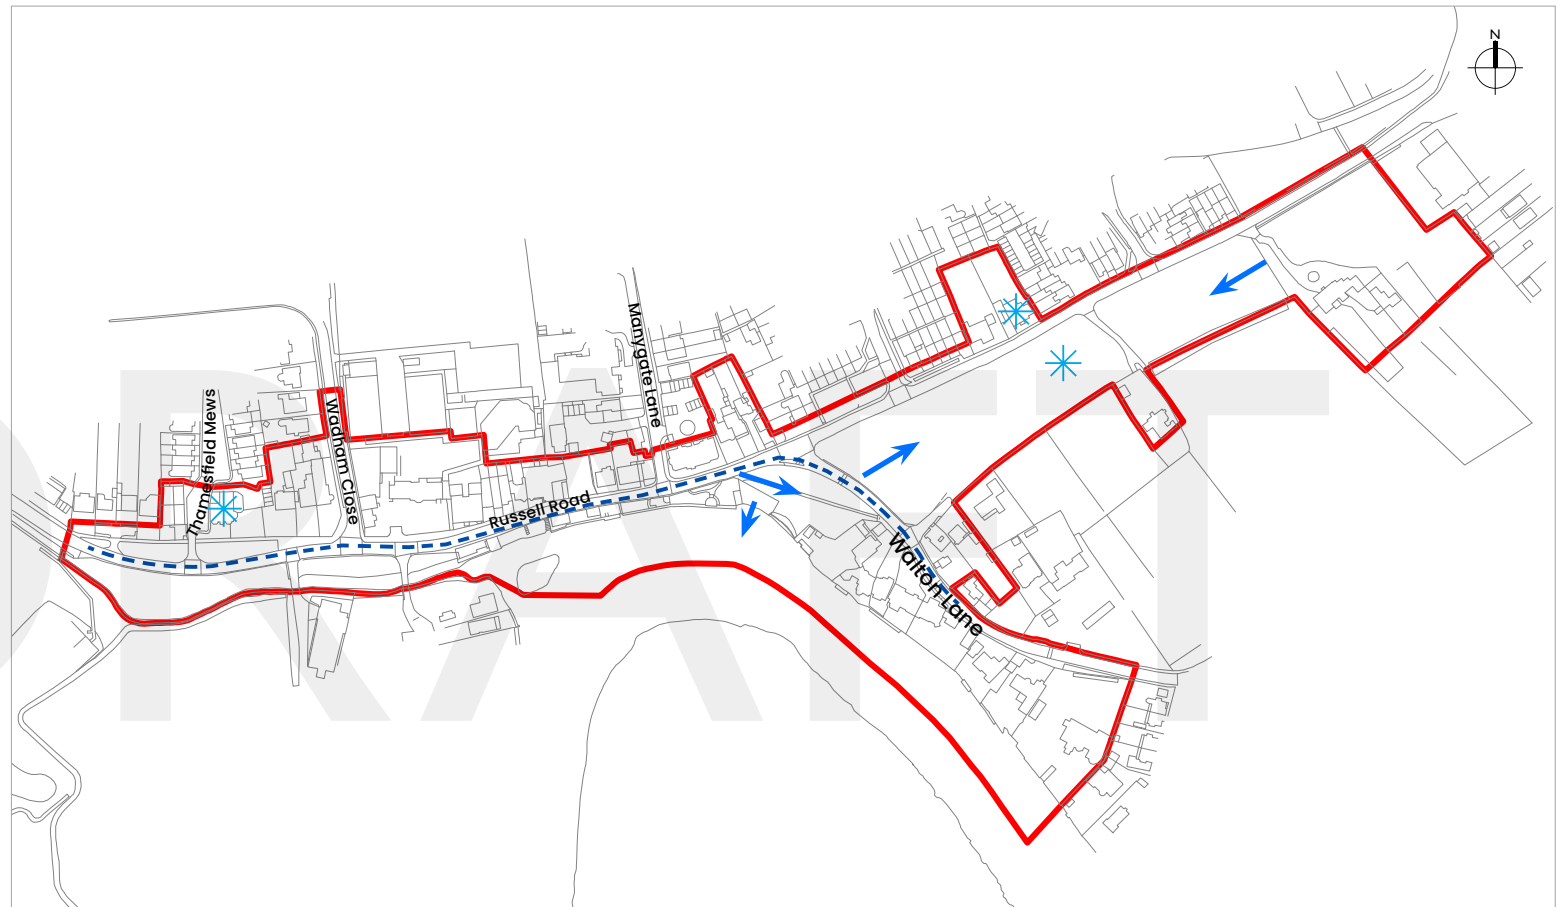 N
Manygate Lane
Thamesfield Mews
Wadham Close
Russell Road
Walton Lane
DRAFT